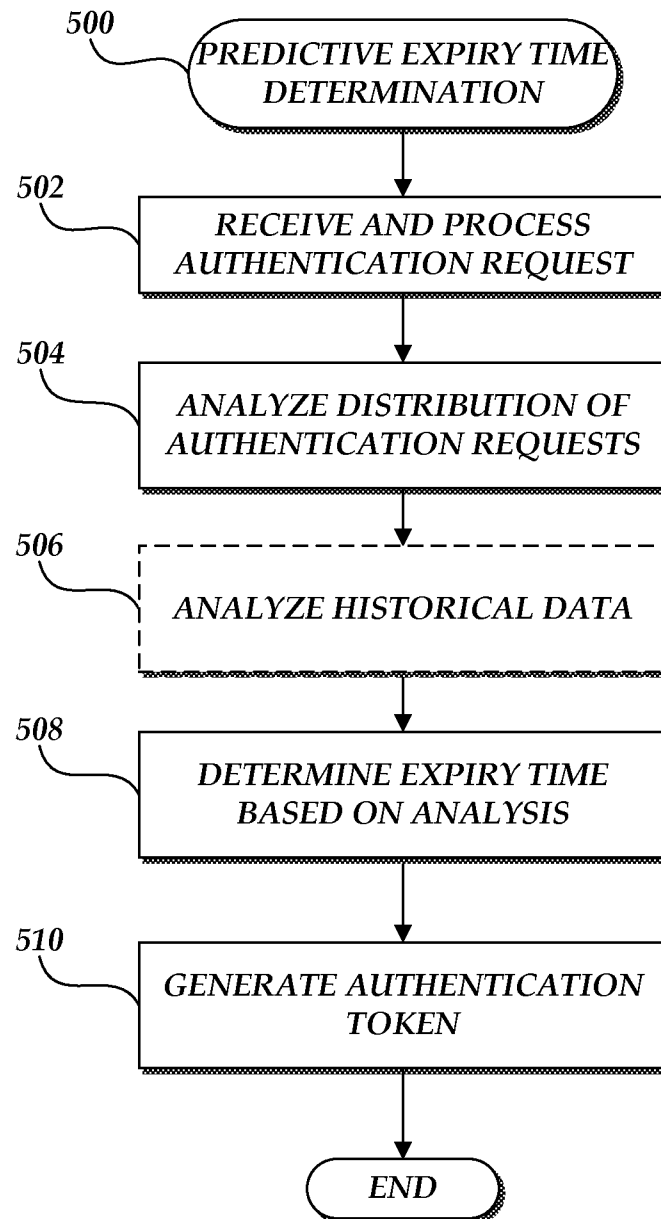 500
PREDICTIVE EXPIRY TIME
DETERMINATION
502
RECEIVE AND PROCESS
AUTHENTICATION REQUEST
504
ANALYZE DISTRIBUTION OF
AUTHENTICATION REQUESTS
506
ANALYZE HISTORICAL DATA
508
DETERMINE EXPIRY TIME
BASED ON ANALYSIS
510
GENERATE AUTHENTICATION
TOKEN
END